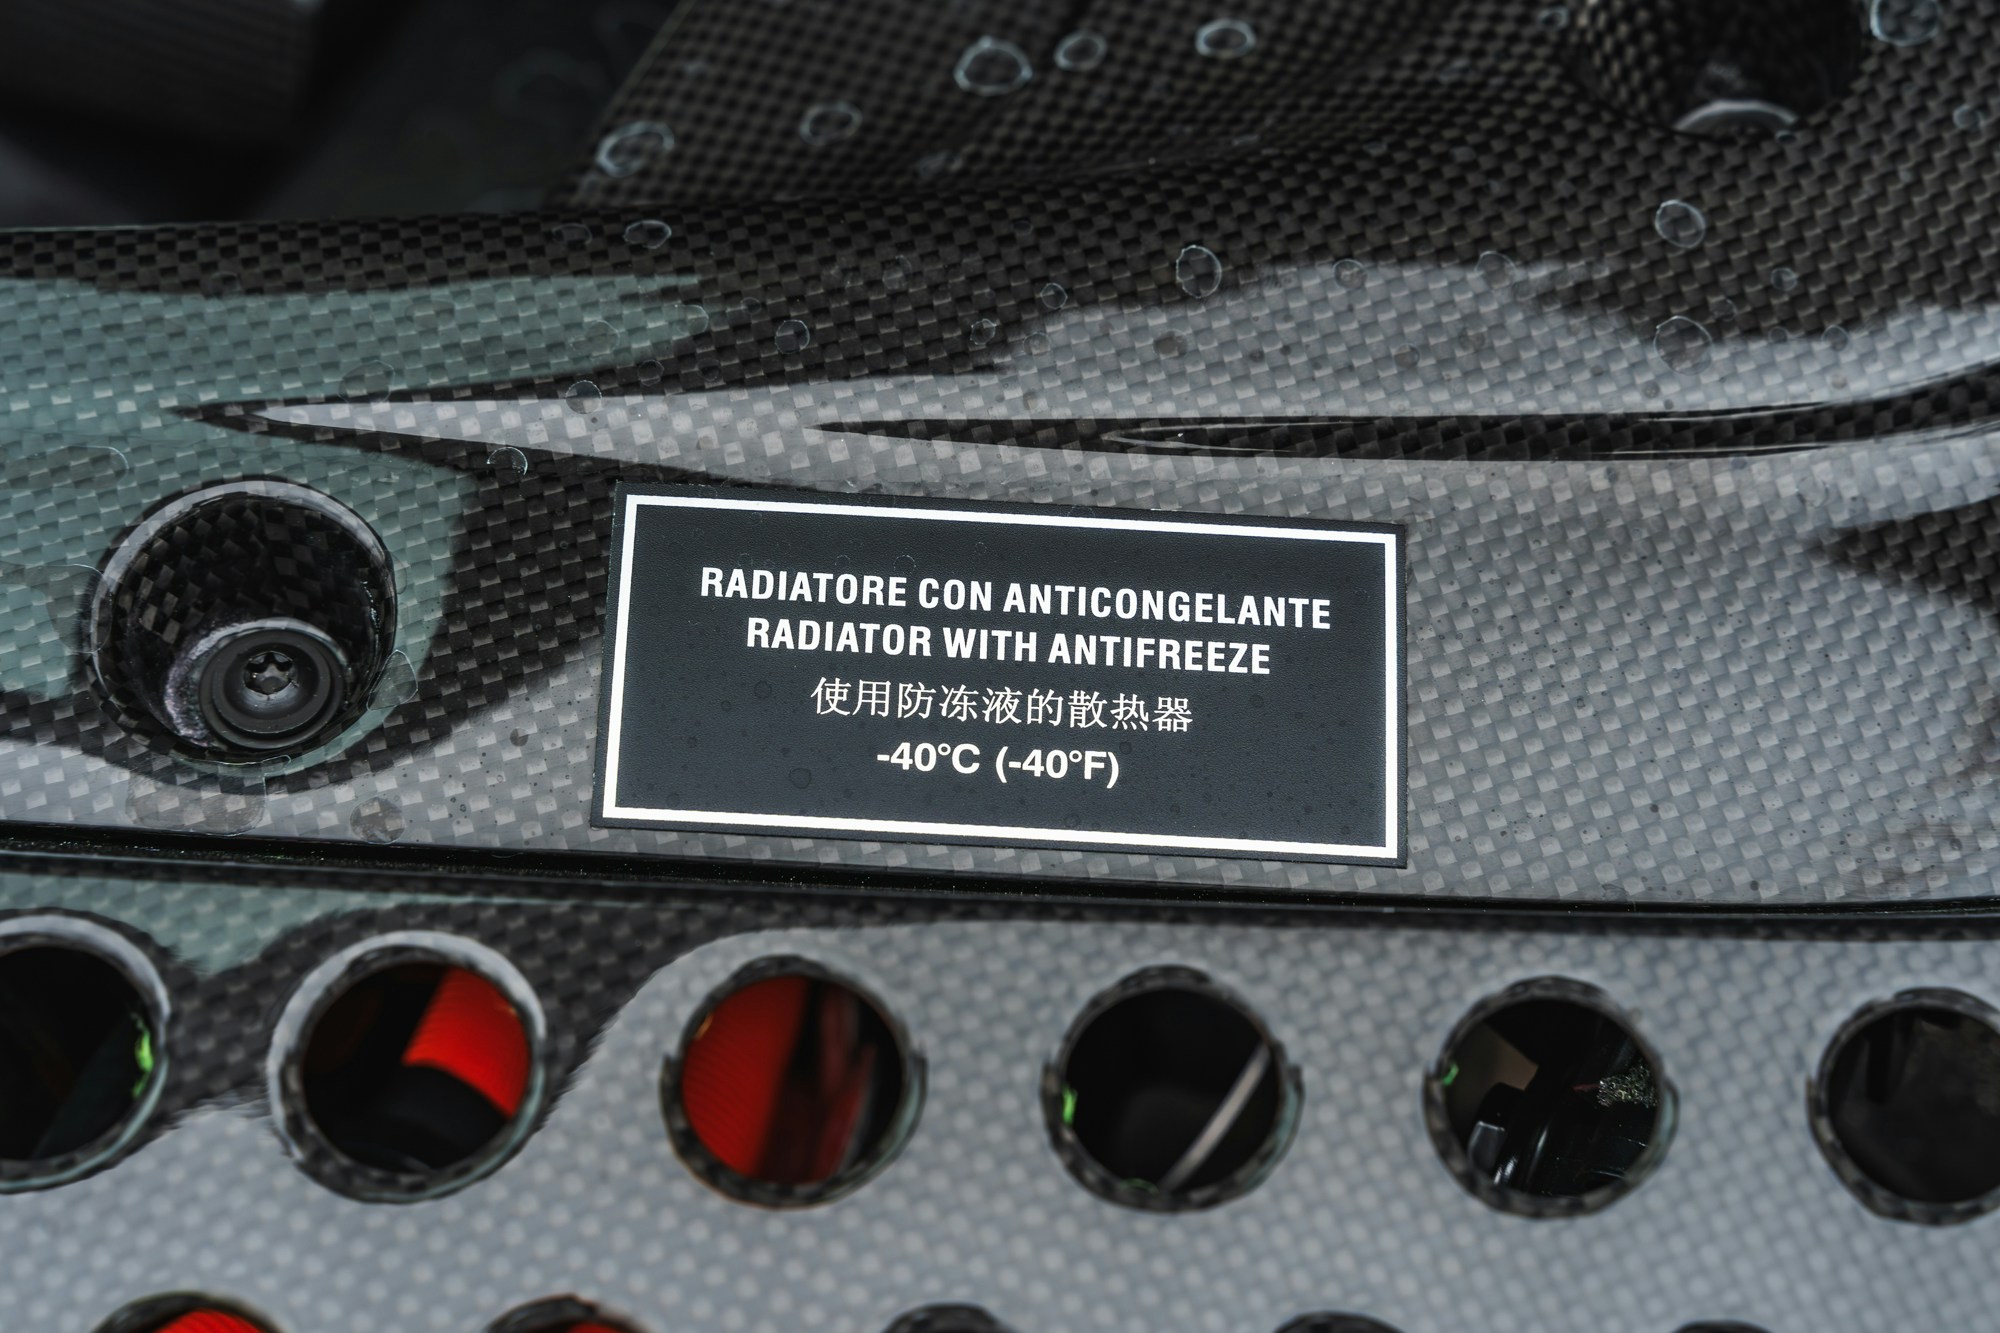 RADIATORE CON ANTICONGELANTE
RADIATOR WITH ANTIFREEZE
使用防冻液的散热器
-40°C (-40°F)